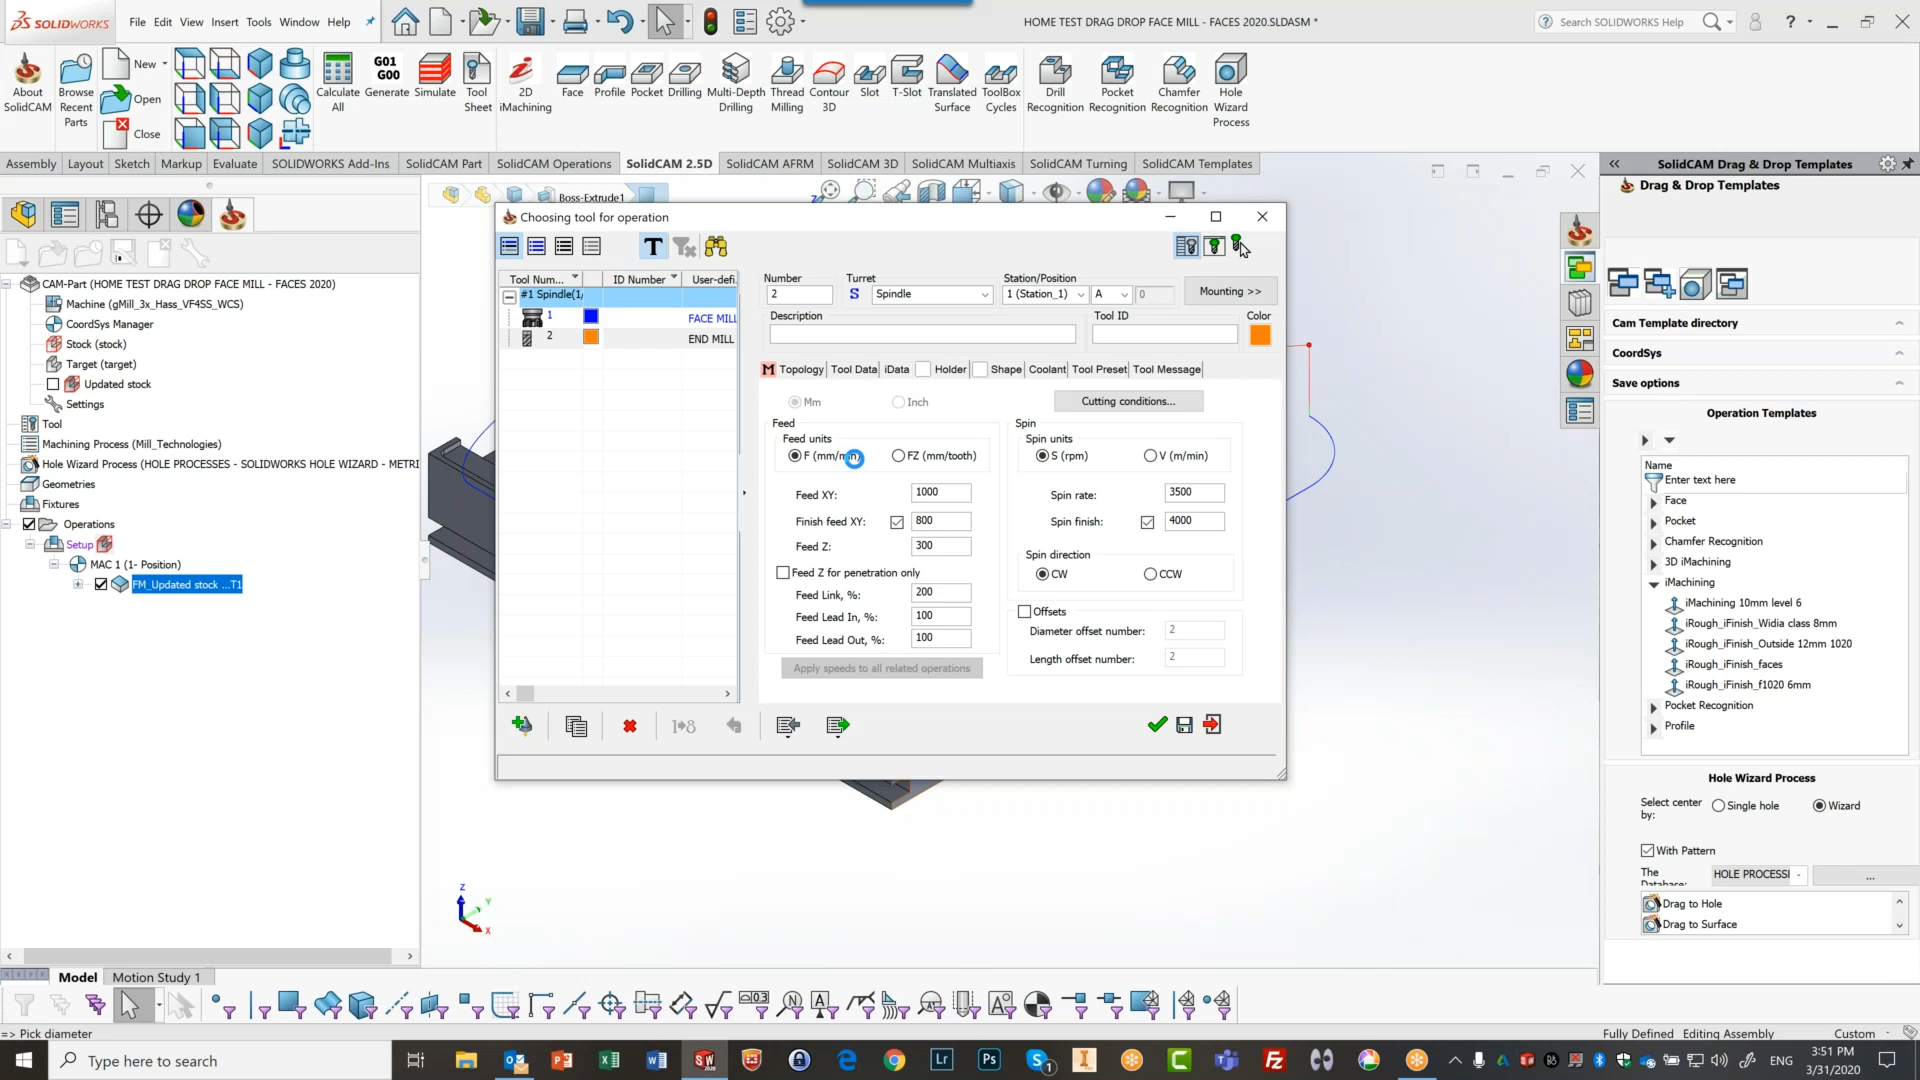 SOLIDWORKS
File Edit View Insert Tools Window Help
HOME TEST DRAG DROP FACE MILL - FACES 2020.SLDASM *
Search SOLIDWORKS Help
About SolidCAM
Browse Recent Parts
New
Open
Close
Calculate All
G01 G00
Generate
Simulate
Tool Sheet
2D iMachining
Face
Profile
Pocket
Drilling
Multi-Depth Drilling
Thread Milling
Contour 3D
Slot
T-Slot
Translated Surface
ToolBox Cycles
Drill Recognition
Pocket Recognition
Chamfer Recognition
Hole Wizard Process
Assembly Layout Sketch Markup Evaluate SOLIDWORKS Add-Ins SolidCAM Part SolidCAM Operations SolidCAM 2.5D SolidCAM AFRM SolidCAM 3D SolidCAM Multiaxis SolidCAM Turning SolidCAM Templates
CAM-Part (HOME TEST DRAG DROP FACE MILL - FACES 2020)
Machine (gMill_3x_Hass_VF4SS_WCS)
CoordSys Manager
Stock (stock)
Target (target)
Updated stock
Settings
Tool
Machining Process (Mill_Technologies)
Hole Wizard Process (HOLE PROCESSES - SOLIDWORKS HOLE WIZARD - METRI
Geometries
Fixtures
Operations
Setup
MAC 1 (1- Position)
FM_Updated stock ...T1
Boss-Extrude1
Choosing tool for operation
T
Tool Num... ID Number User-defi.
#1 Spindle(1/
1 FACE MILL
2 END MILL
Number Turret Station/Position
2 S Spindle 1 (Station_1) A 0 Mounting >>
Description Tool ID Color
M Topology Tool Data iData Holder Shape Coolant Tool Preset Tool Message
Mm Inch Cutting conditions...
Feed
Feed units
F (mm/min) FZ (mm/tooth)
Feed XY: 1000
Finish feed XY: 800
Feed Z: 300
Feed Z for penetration only
Feed Link, %: 200
Feed Lead In, %: 100
Feed Lead Out, %: 100
Apply speeds to all related operations
Spin
Spin units
S (rpm) V (m/min)
Spin rate: 3500
Spin finish: 4000
Spin direction
CW CCW
Offsets
Diameter offset number: 2
Length offset number: 2
SolidCAM Drag & Drop Templates
Drag & Drop Templates
Cam Template directory
CoordSys
Save options
Operation Templates
Name
Enter text here
Face
Pocket
Chamfer Recognition
3D iMachining
iMachining
iMachining 10mm level 6
iRough_iFinish_Widia class 8mm
iRough_iFinish_Outside 12mm 1020
iRough_iFinish_faces
iRough_iFinish_f1020 6mm
Pocket Recognition
Profile
Hole Wizard Process
Select center by: Single hole Wizard
With Pattern
The Database: HOLE PROCESSI ...
Drag to Hole
Drag to Surface
Z
Y
X
Model Motion Study 1
=> Pick diameter
Fully Defined Editing Assembly Custom
Type here to search
Lr
Ps
ENG
3:51 PM
3/31/2020